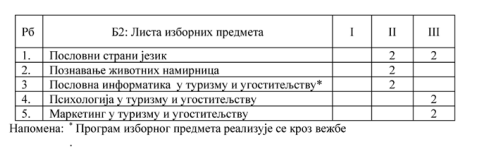 Рб Б2: Листа изборних предмета I II III
1. Пословни страни језик 2 2
2. Познавање животних намирница 2
3 Пословна информатика у туризму и угоститељству* 2
4. Психологија у туризму и угоститељству 2
5. Маркетинг у туризму и угоститељству 2
Напомена: * Програм изборног предмета реализује се кроз вежбе